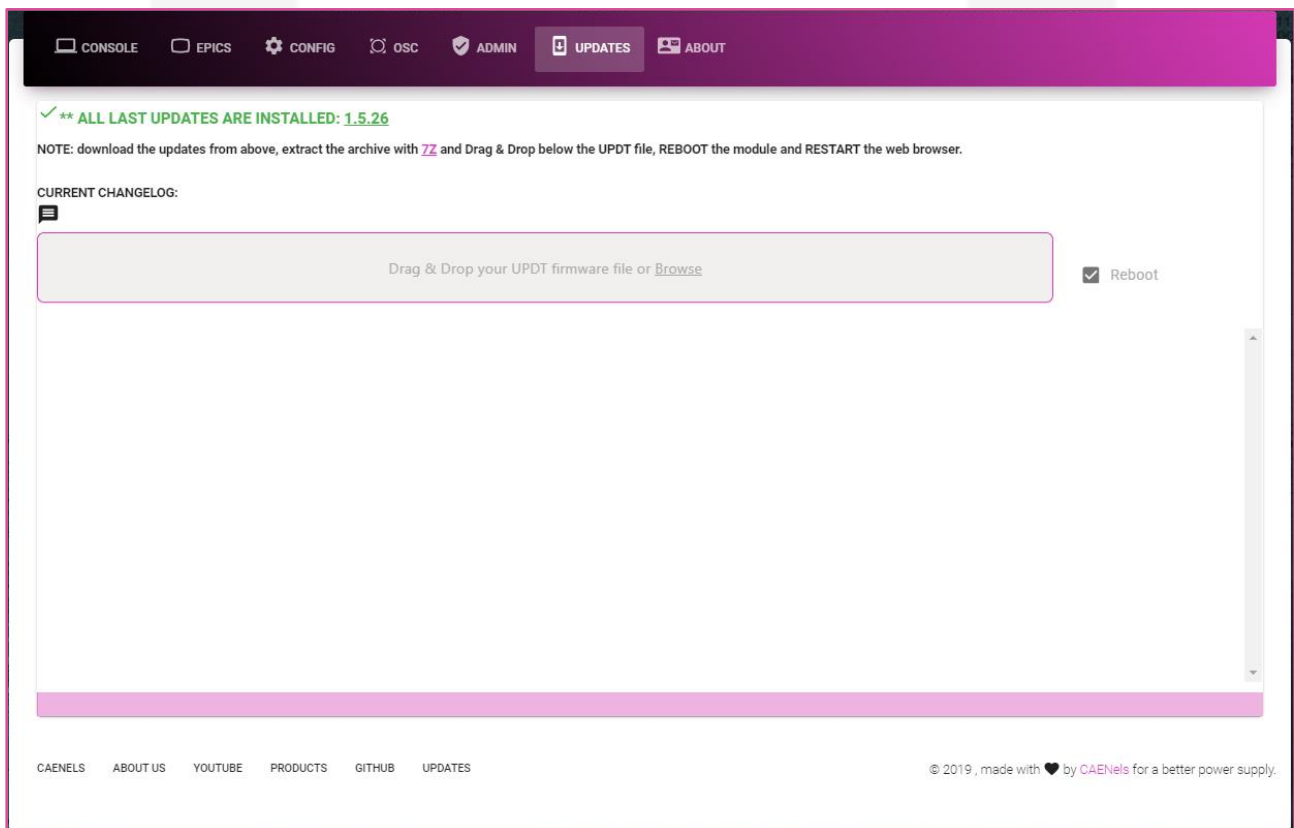 CONSOLE EPICS CONFIG OSC ADMIN UPDATES ABOUT
** ALL LAST UPDATES ARE INSTALLED: 1.5.26
NOTE: download the updates from above, extract the archive with 7Z and Drag & Drop below the UPDT file, REBOOT the module and RESTART the web browser.
CURRENT CHANGELOG:
Drag & Drop your UPDT firmware file or Browse
Reboot
CAENELS ABOUT US YOUTUBE PRODUCTS GITHUB UPDATES
© 2019 , made with ♥ by CAENels for a better power supply.